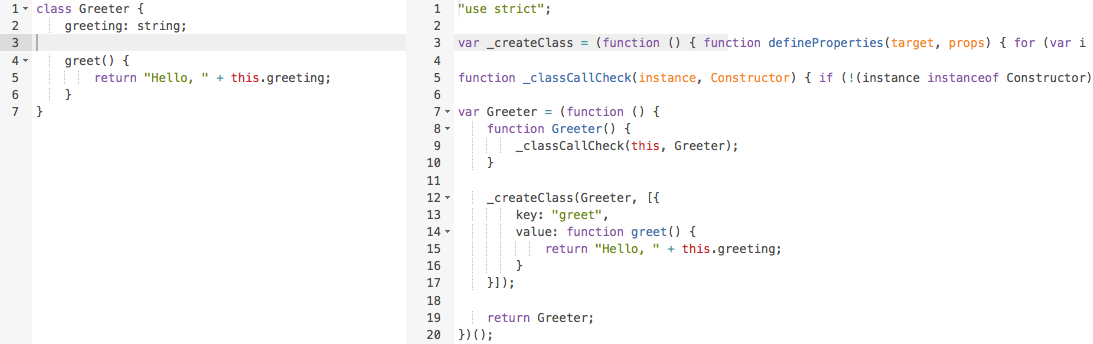 1 class Greeter {
2     greeting: string;
3
4     greet() {
5         return "Hello, " + this.greeting;
6     }
7 }
1 "use strict";
2
3 var _createClass = (function () { function defineProperties(target, props) { for (var i
4
5 function _classCallCheck(instance, Constructor) { if (!(instance instanceof Constructor)
6
7 var Greeter = (function () {
8     function Greeter() {
9         _classCallCheck(this, Greeter);
10     }
11
12     _createClass(Greeter, [{
13         key: "greet",
14         value: function greet() {
15             return "Hello, " + this.greeting;
16         }
17     }]);
18
19     return Greeter;
20 })();